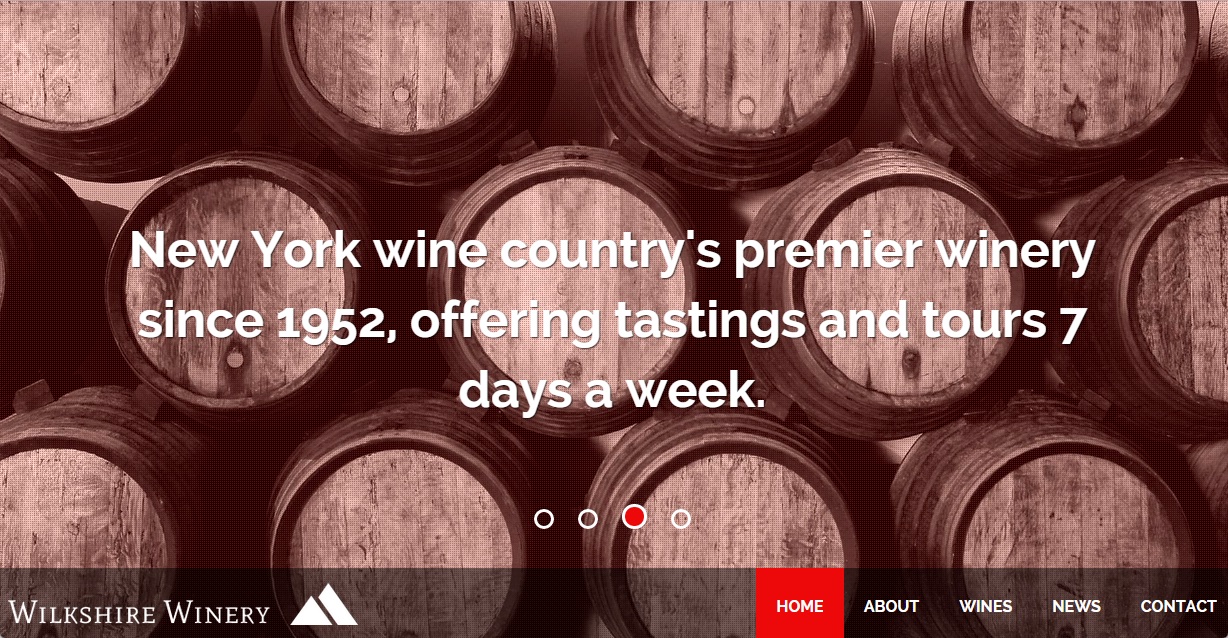 New York wine country's premier winery
since 1952, offering tastings and tours 7
days a week.
WILKSHIRE WINERY
HOME ABOUT WINES NEWS CONTACT